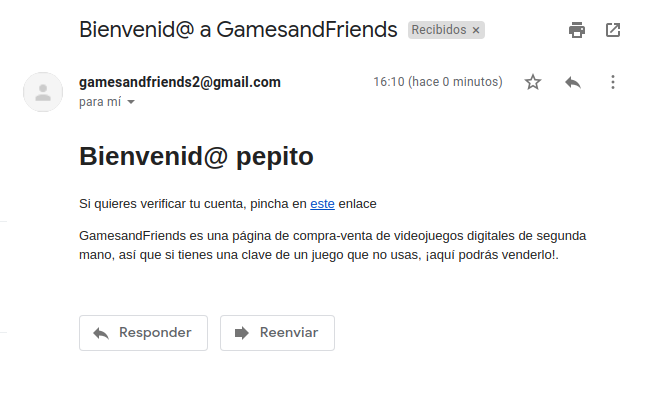 Bienvenid@ a GamesandFriends Recibidos ×
gamesandfriends2@gmail.com 16:10 (hace 0 minutos)
para mí
Bienvenid@ pepito
Si quieres verificar tu cuenta, pincha en este enlace
GamesandFriends es una página de compra-venta de videojuegos digitales de segunda
mano, así que si tienes una clave de un juego que no usas, ¡aquí podrás venderlo!.
Responder Reenviar